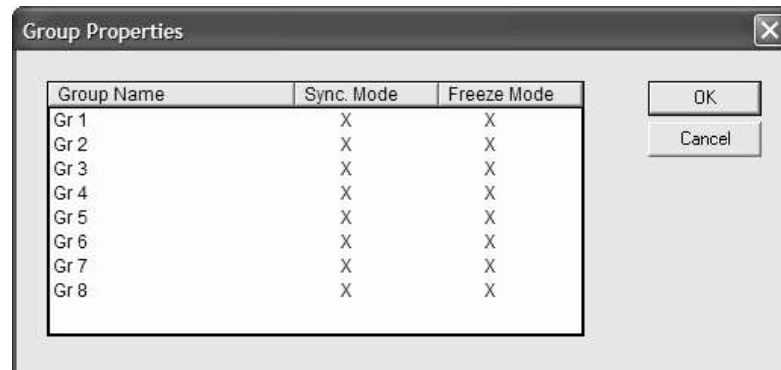 Group Properties
Group Name Sync. Mode Freeze Mode
Gr 1 X X
Gr 2 X X
Gr 3 X X
Gr 4 X X
Gr 5 X X
Gr 6 X X
Gr 7 X X
Gr 8 X X
OK
Cancel